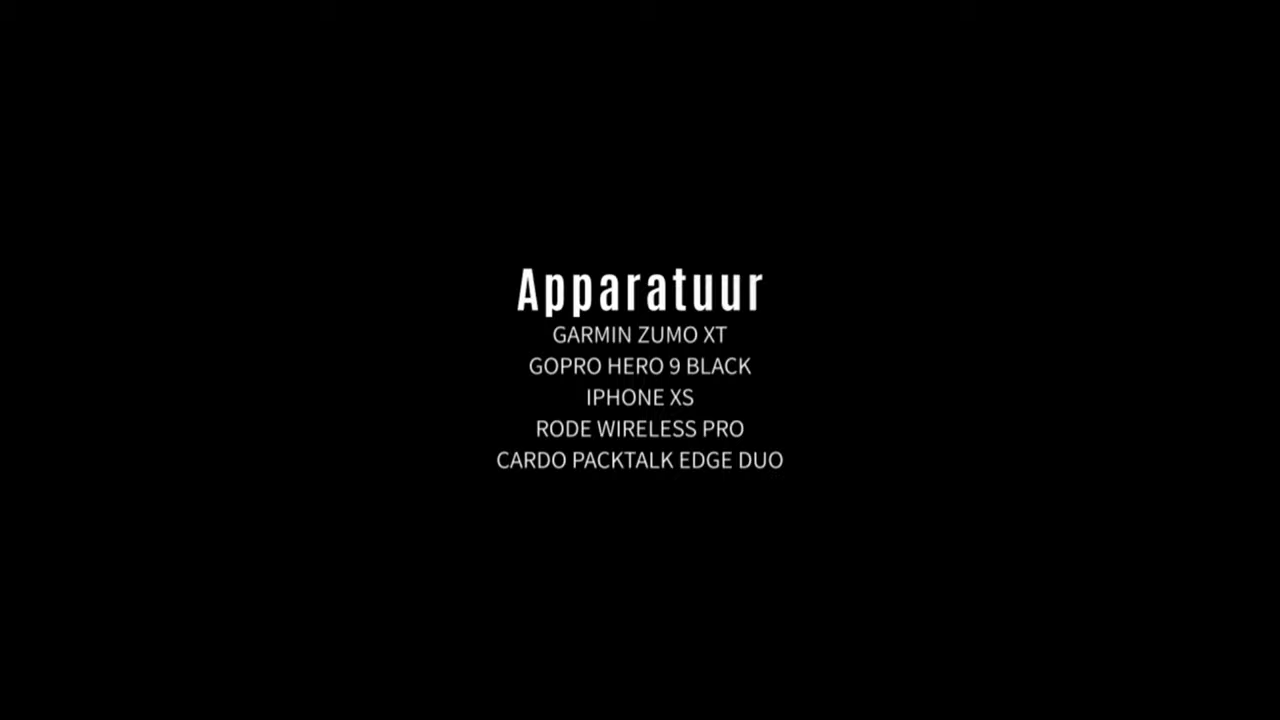 Apparatuur
GARMIN ZUMO XT
GOPRO HERO 9 BLACK
IPHONE XS
RODE WIRELESS PRO
CARDO PACKTALK EDGE DUO